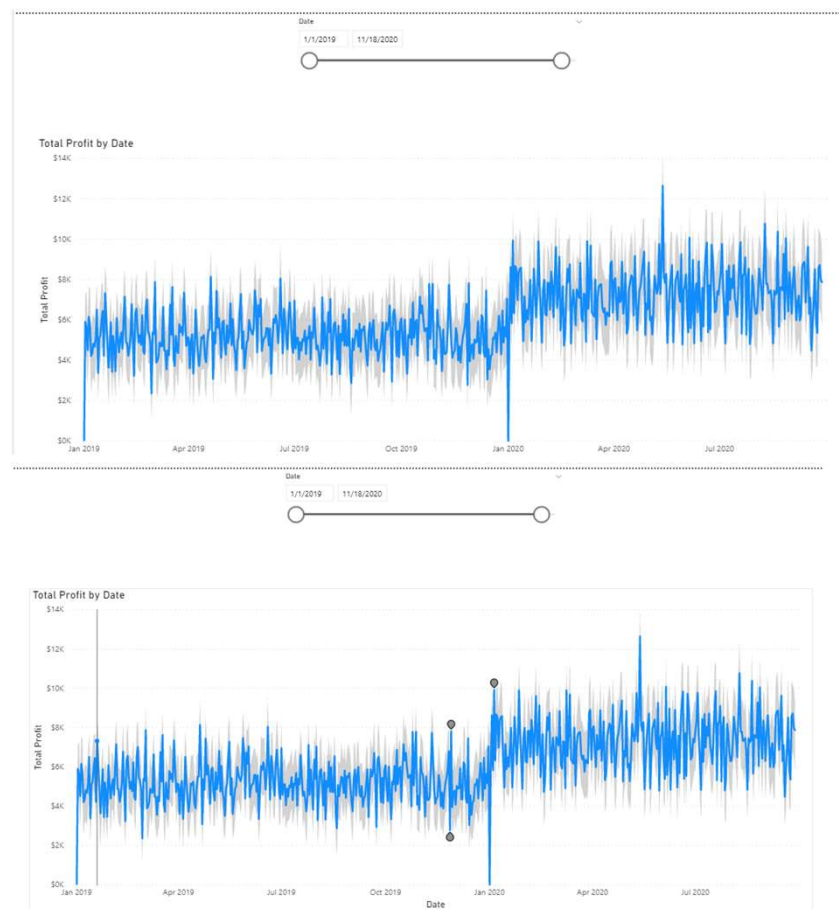 Date
1/1/2019 11/18/2020
Total Profit by Date
$14K
$12K
$10K
$8K
$6K
$4K
$2K
$0K
Total Profit
Jan 2019 Apr 2019 Jul 2019 Oct 2019 Jan 2020 Apr 2020 Jul 2020
Date
1/1/2019 11/18/2020
Total Profit by Date
$14K
$12K
$10K
$8K
$6K
$4K
$2K
$0K
Total Profit
Jan 2019 Apr 2019 Jul 2019 Oct 2019 Jan 2020 Apr 2020 Jul 2020
Date